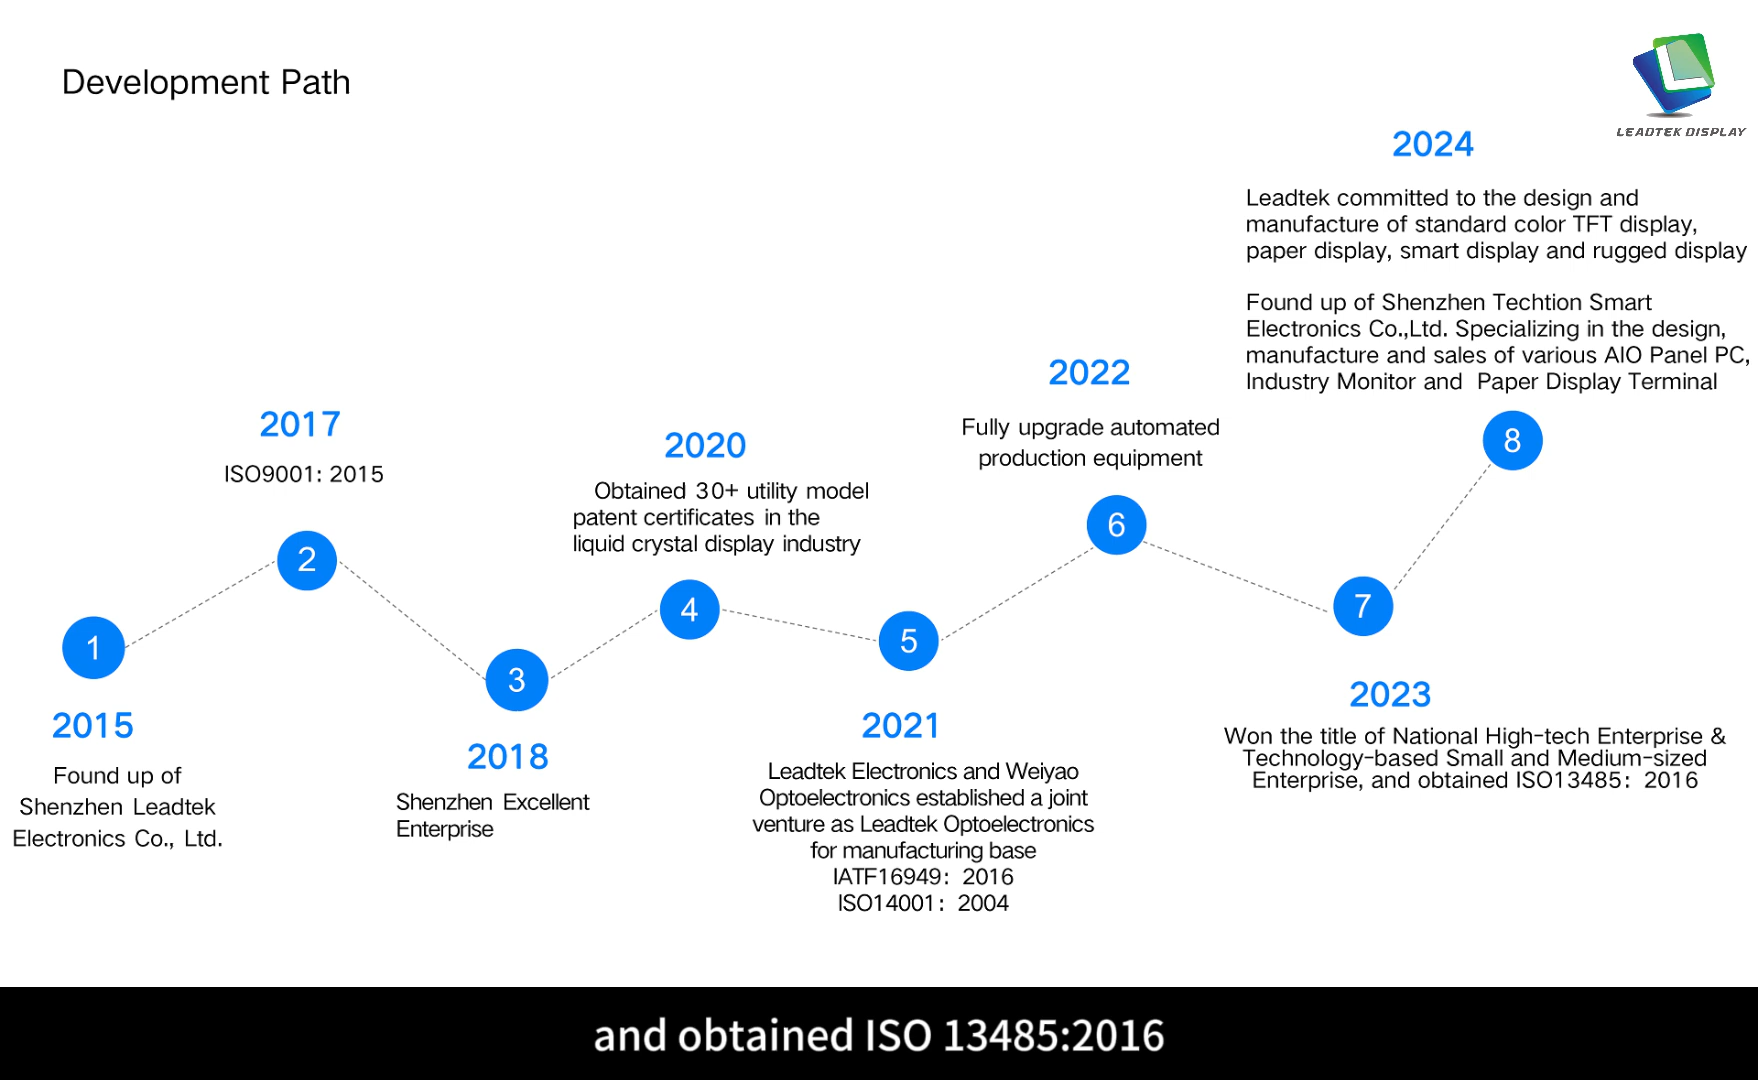 Development Path
LEADTEK DISPLAY
2024
Leadtek committed to the design and
manufacture of standard color TFT display,
paper display, smart display and rugged display
Found up of Shenzhen Techtion Smart
Electronics Co.,Ltd. Specializing in the design,
manufacture and sales of various AIO Panel PC,
Industry Monitor and Paper Display Terminal
8
2022
Fully upgrade automated
production equipment
6
2017
ISO9001: 2015
2
2020
Obtained 30+ utility model
patent certificates in the
liquid crystal display industry
4
1
2015
Found up of
Shenzhen Leadtek
Electronics Co., Ltd.
3
2018
Shenzhen Excellent
Enterprise
5
2021
Leadtek Electronics and Weiyao
Optoelectronics established a joint
venture as Leadtek Optoelectronics
for manufacturing base
IATF16949: 2016
ISO14001: 2004
7
2023
Won the title of National High-tech Enterprise &
Technology-based Small and Medium-sized
Enterprise, and obtained ISO13485: 2016
and obtained ISO 13485:2016